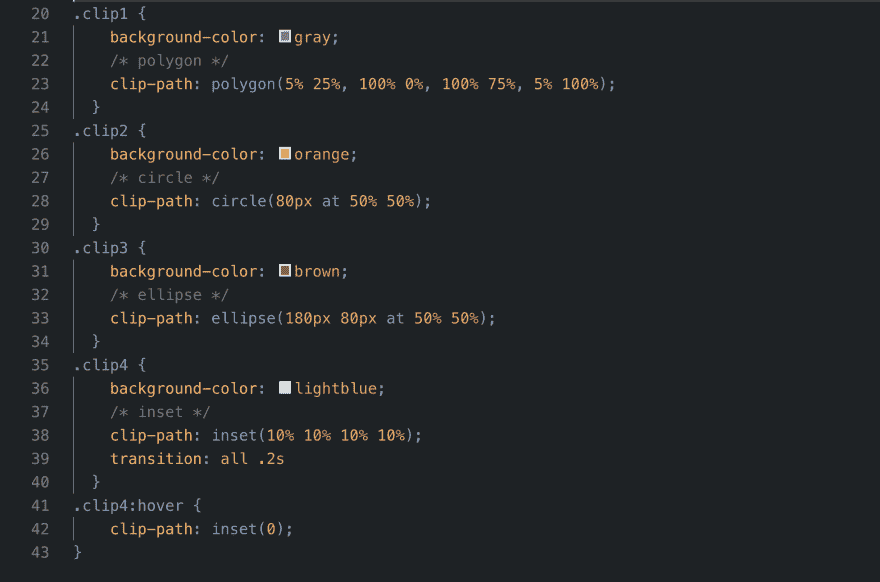 20 .clip1 {
21 background-color: gray;
22 /* polygon */
23 clip-path: polygon(5% 25%, 100% 0%, 100% 75%, 5% 100%);
24 }
25 .clip2 {
26 background-color: orange;
27 /* circle */
28 clip-path: circle(80px at 50% 50%);
29 }
30 .clip3 {
31 background-color: brown;
32 /* ellipse */
33 clip-path: ellipse(180px 80px at 50% 50%);
34 }
35 .clip4 {
36 background-color: lightblue;
37 /* inset */
38 clip-path: inset(10% 10% 10% 10%);
39 transition: all .2s
40 }
41 .clip4:hover {
42 clip-path: inset(0);
43 }